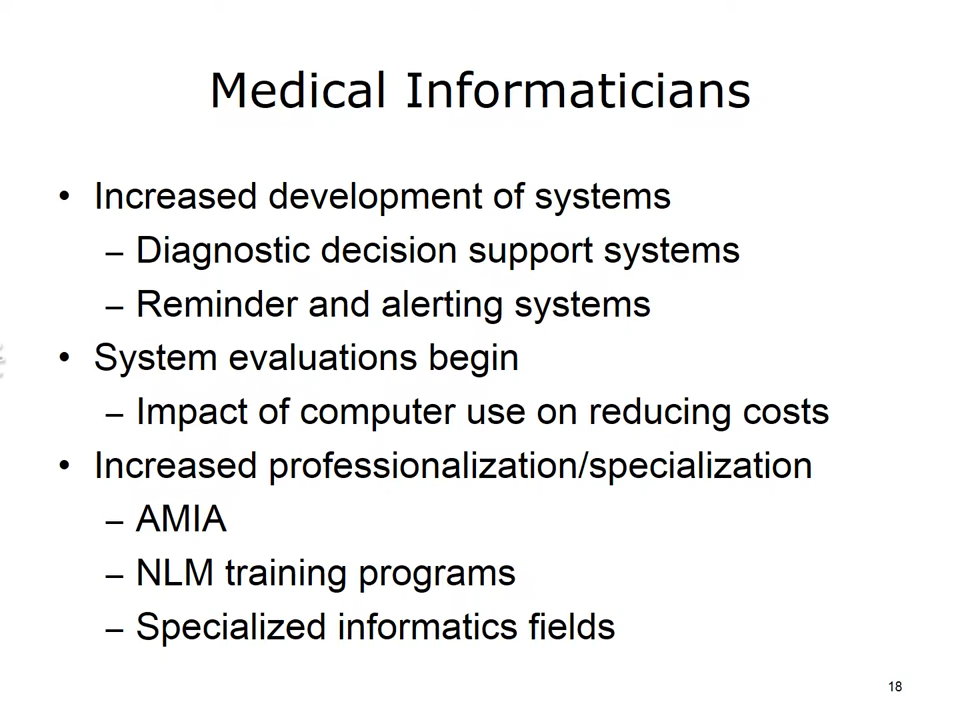 Medical Informaticians
• Increased development of systems
– Diagnostic decision support systems
– Reminder and alerting systems
• System evaluations begin
– Impact of computer use on reducing costs
• Increased professionalization/specialization
– AMIA
– NLM training programs
– Specialized informatics fields
18